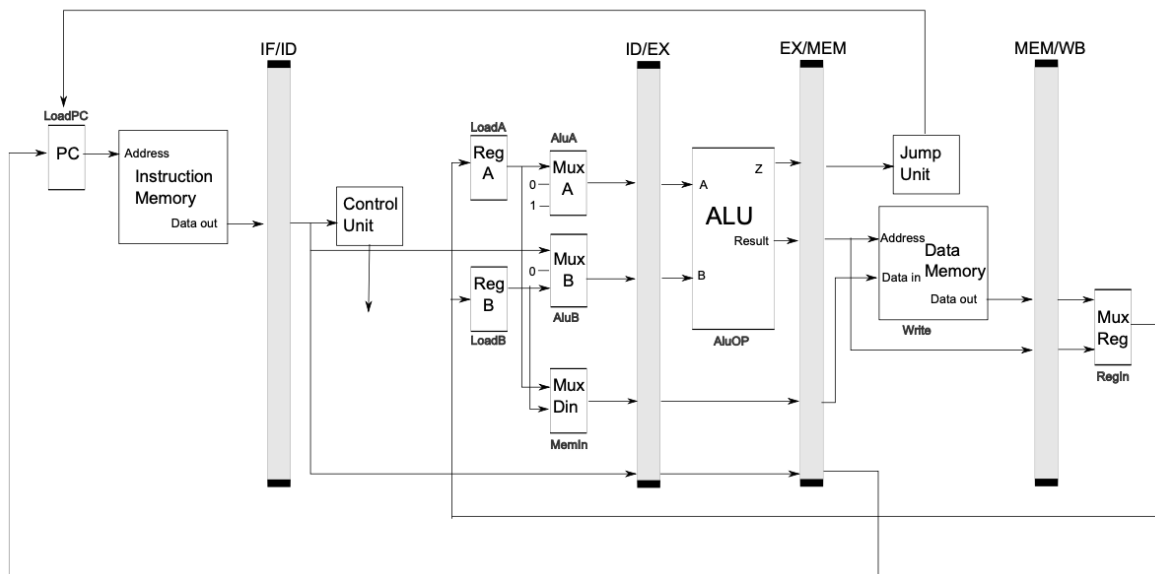 IF/ID
ID/EX
EX/MEM
MEM/WB
LoadPC
PC
Address
Instruction
Memory
Data out
Control
Unit
LoadA
Reg
A
AluA
Mux
A
0
1
Mux
B
0
AluB
Reg
B
LoadB
Mux
Din
MemIn
A
Z
ALU
Result
B
AluOP
Jump
Unit
Address
Data
Memory
Data in
Data out
Write
Mux
Reg
RegIn